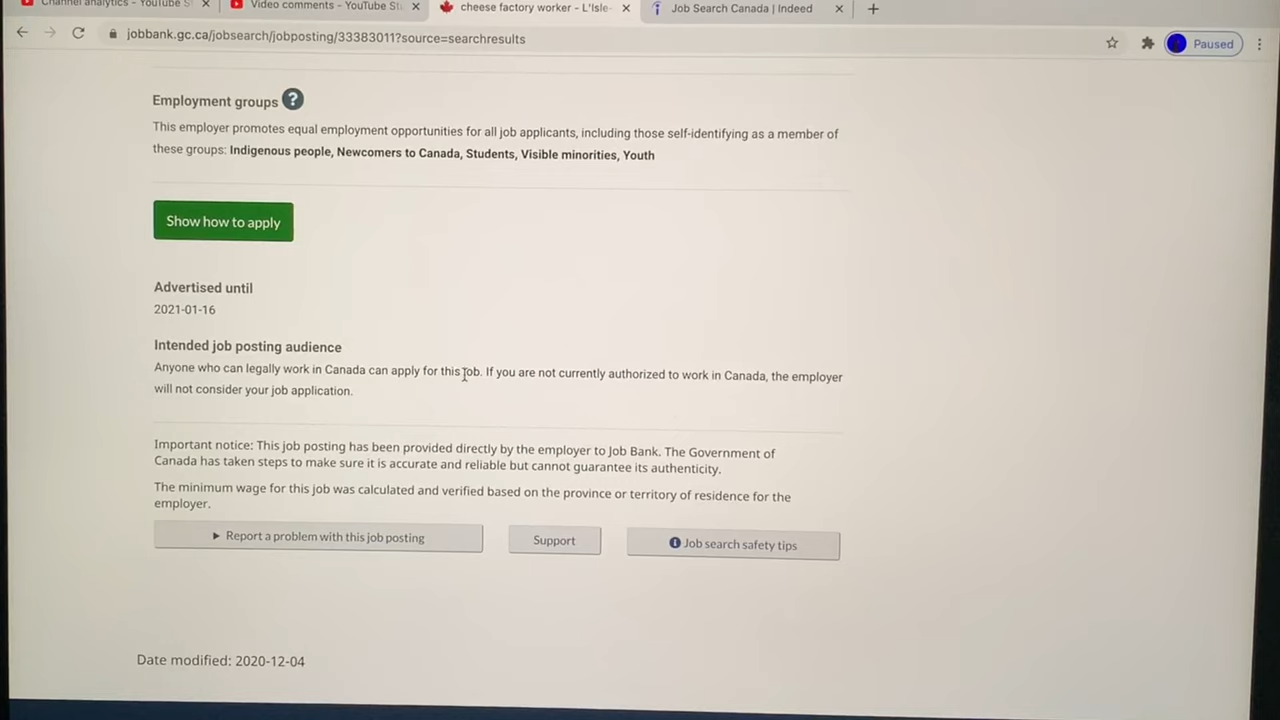 Channel analytics - YouTube S
Video comments - YouTube St
cheese factory worker - L'Isle-
Job Search Canada | Indeed
jobbank.gc.ca/jobsearch/jobposting/33383011?source=searchresults
Paused
Employment groups ?
This employer promotes equal employment opportunities for all job applicants, including those self-identifying as a member of
these groups: Indigenous people, Newcomers to Canada, Students, Visible minorities, Youth
Show how to apply
Advertised until
2021-01-16
Intended job posting audience
Anyone who can legally work in Canada can apply for this job. If you are not currently authorized to work in Canada, the employer
will not consider your job application.
Important notice: This job posting has been provided directly by the employer to Job Bank. The Government of
Canada has taken steps to make sure it is accurate and reliable but cannot guarantee its authenticity.
The minimum wage for this job was calculated and verified based on the province or territory of residence for the
employer.
Report a problem with this job posting
Support
Job search safety tips
Date modified: 2020-12-04